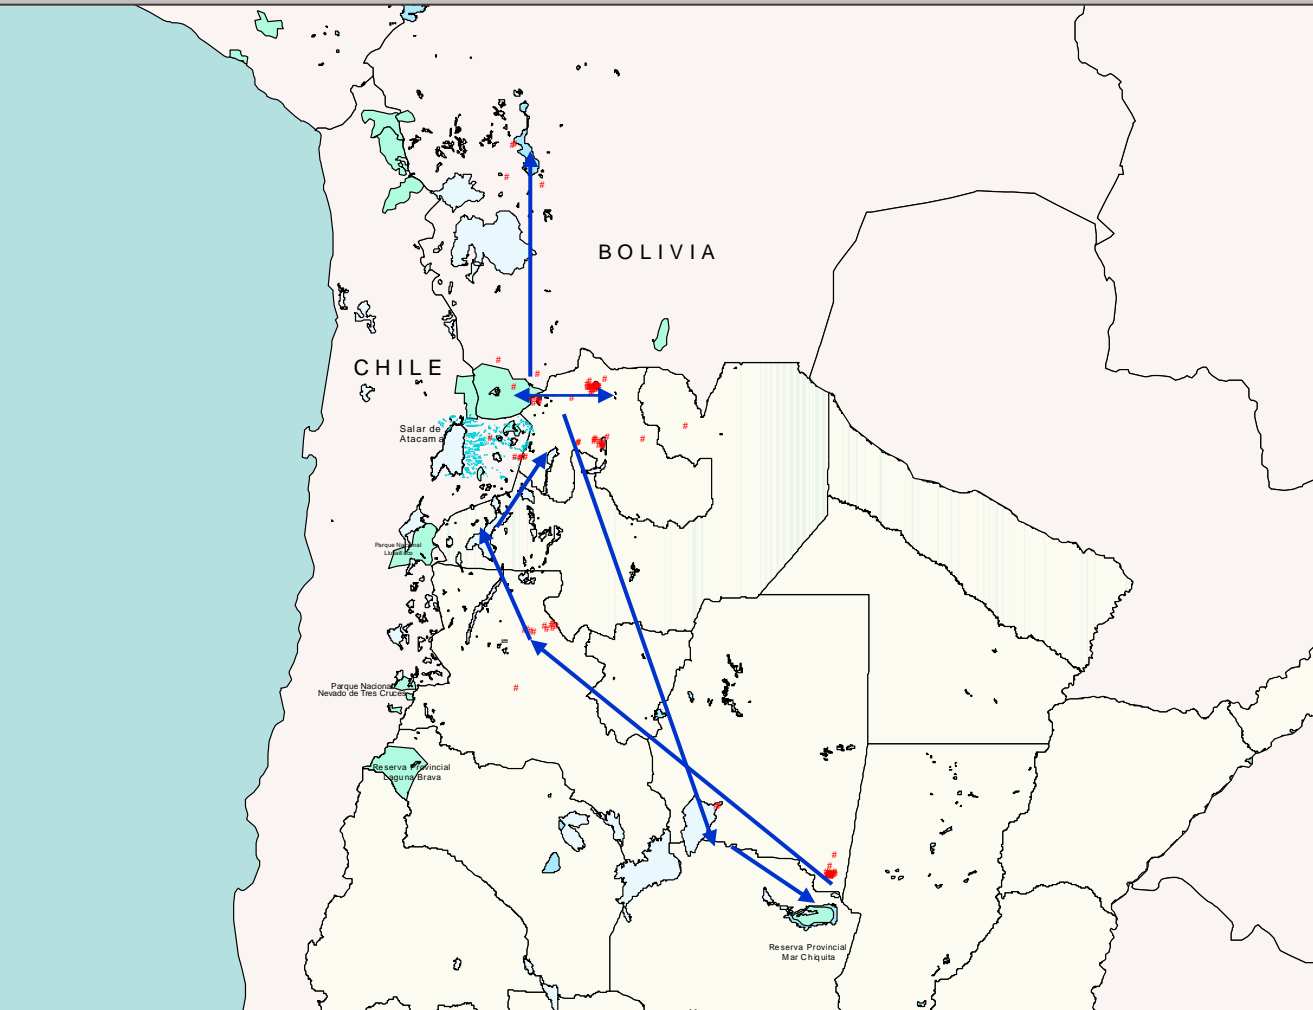 BOLIVIA
CHILE
Salar de
Atacama
Parque Nacional
Llullaillaco
Parque Nacional
Nevado de Tres Cruces
Reserva Provincial
Laguna Brava
Reserva Provincial
Mar Chiquita